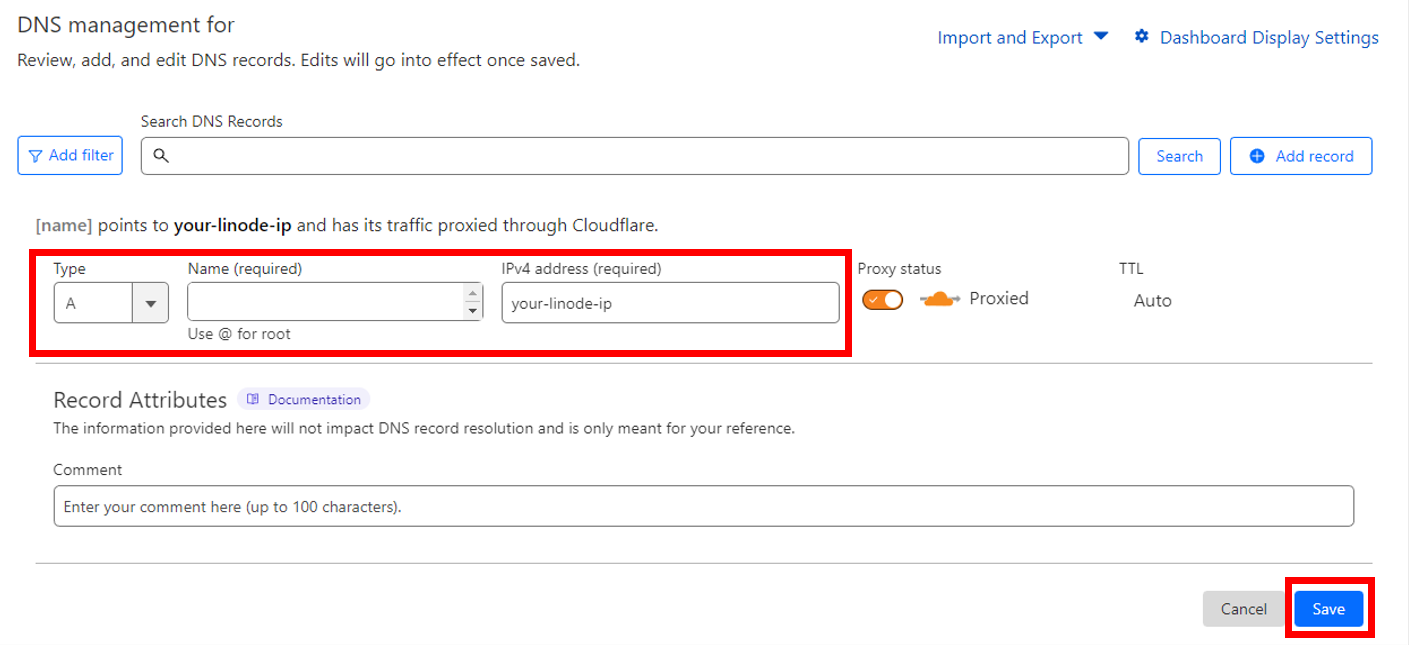 DNS management for
Import and Export
Dashboard Display Settings
Review, add, and edit DNS records. Edits will go into effect once saved.
Search DNS Records
Add filter
Search
Add record
[name] points to your-linode-ip and has its traffic proxied through Cloudflare.
Type
Name (required)
IPv4 address (required)
Proxy status
TTL
A
your-linode-ip
Proxied
Auto
Use @ for root
Record Attributes
Documentation
The information provided here will not impact DNS record resolution and is only meant for your reference.
Comment
Enter your comment here (up to 100 characters).
Cancel
Save